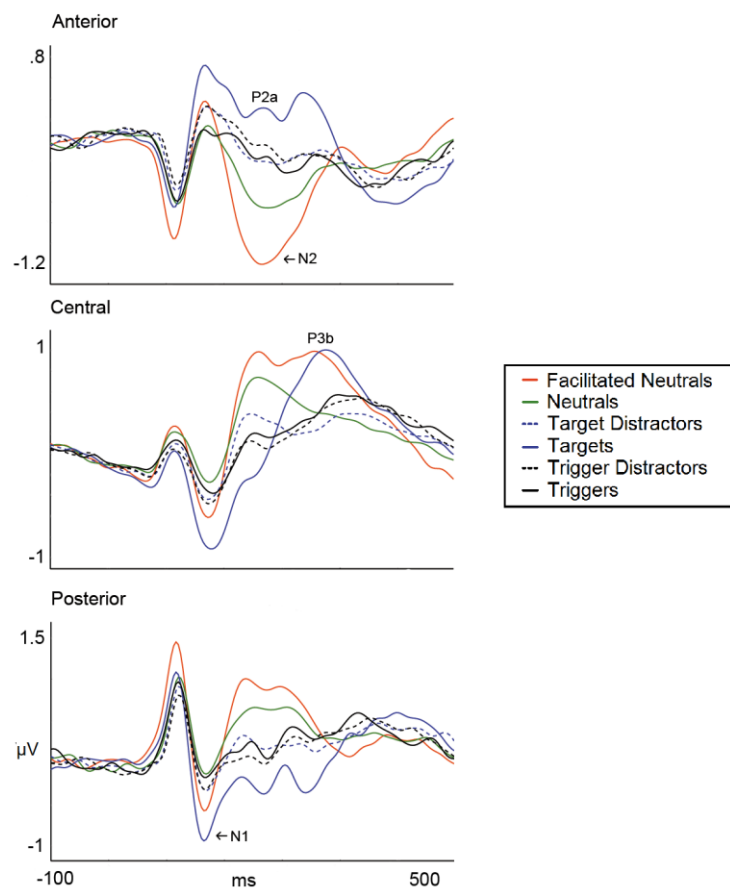 Anterior
.8
P2a
-1.2
←N2
Central
1
P3b
-1
Facilitated Neutrals
Neutrals
Target Distractors
Targets
Trigger Distractors
Triggers
Posterior
1.5
μV
←N1
-1
-100 ms 500